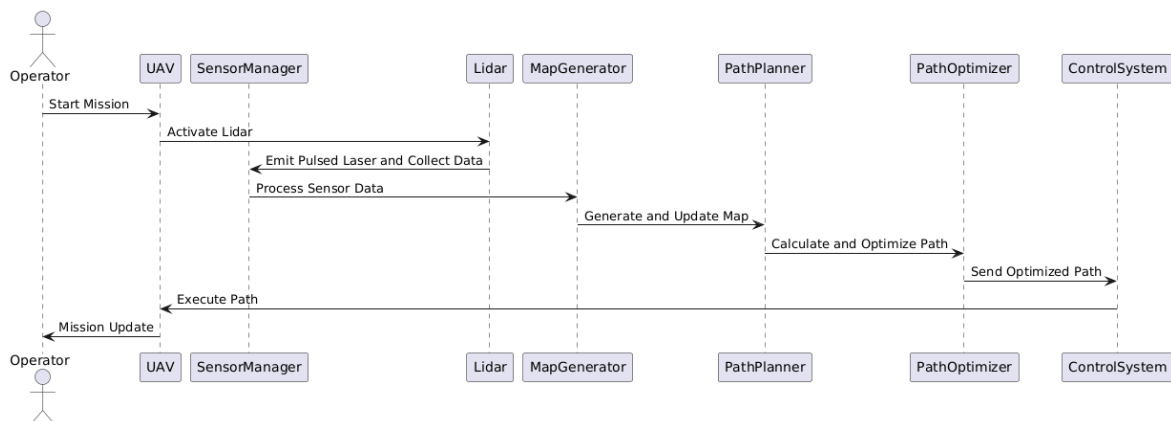 Operator
UAV
SensorManager
Lidar
MapGenerator
PathPlanner
PathOptimizer
ControlSystem
Start Mission
Activate Lidar
Emit Pulsed Laser and Collect Data
Process Sensor Data
Generate and Update Map
Calculate and Optimize Path
Send Optimized Path
Execute Path
Mission Update
Operator
UAV
SensorManager
Lidar
MapGenerator
PathPlanner
PathOptimizer
ControlSystem